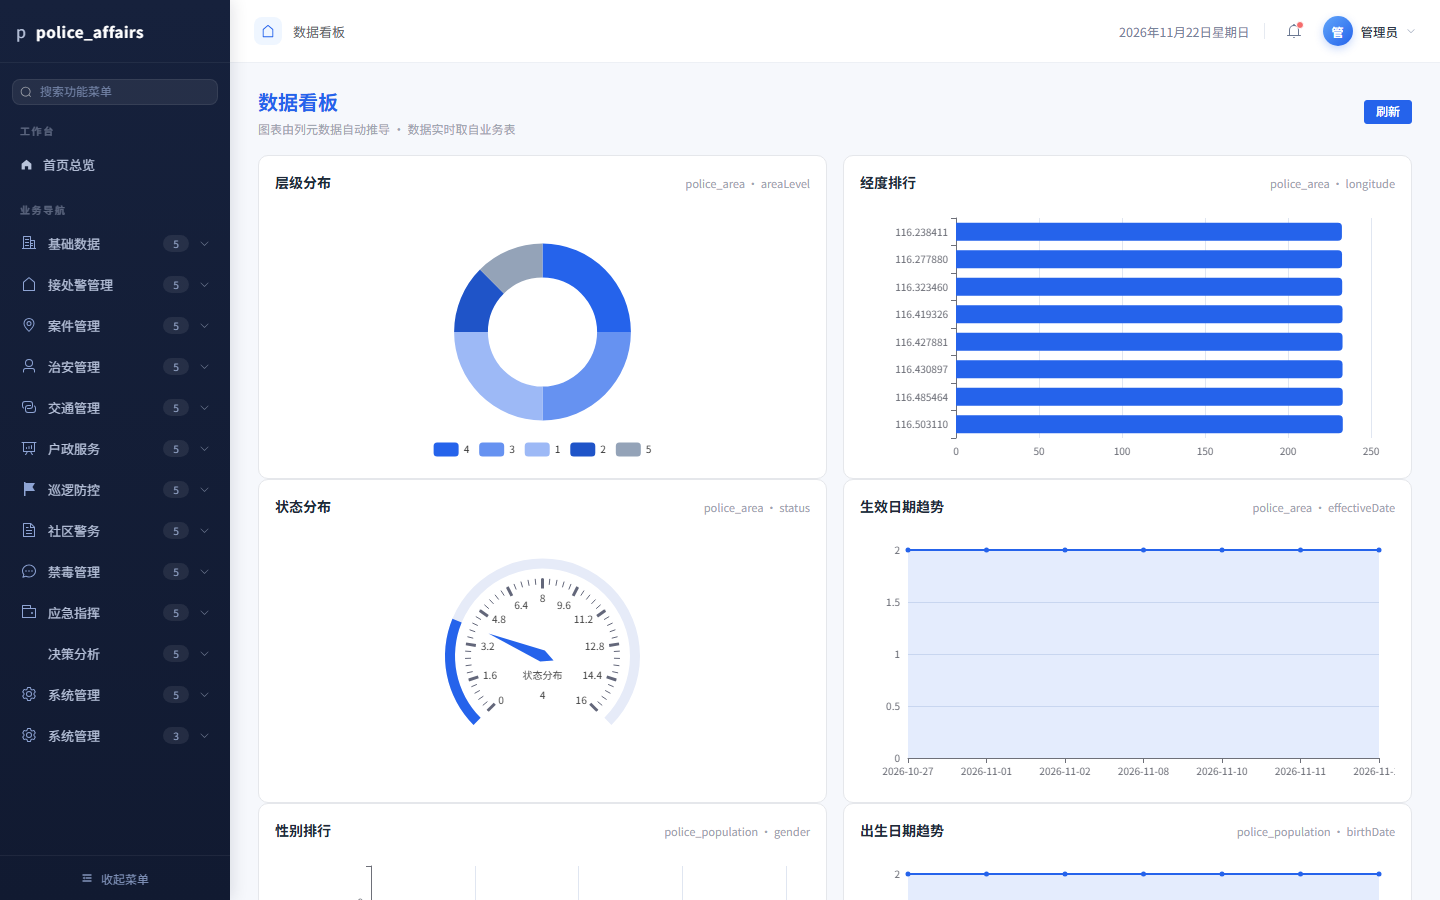 p police_affairs
搜索功能菜单
工作台
首页总览
业务导航
基础数据 5
接处警管理 5
案件管理 5
治安管理 5
交通管理 5
户政服务 5
巡逻防控 5
社区警务 5
禁毒管理 5
应急指挥 5
决策分析 5
系统管理 5
系统管理 3
收起菜单
数据看板
2026年11月22日星期日
管 管理员
数据看板
图表由列元数据自动推导 • 数据实时取自业务表
刷新
层级分布
police_area • areaLevel
4 3 1 2 5
经度排行
police_area • longitude
116.238411
116.277880
116.323460
116.419326
116.427881
116.430897
116.485464
116.503110
0 50 100 150 200 250
状态分布
police_area • status
0
1.6
3.2
4.8
6.4
8
9.6
11.2
12.8
14.4
16
状态分布
4
生效日期趋势
police_area • effectiveDate
2
1.5
1
0.5
0
2026-10-27 2026-11-01 2026-11-02 2026-11-08 2026-11-10 2026-11-11 2026-11-
性别排行
police_population • gender
出生日期趋势
police_population • birthDate
2